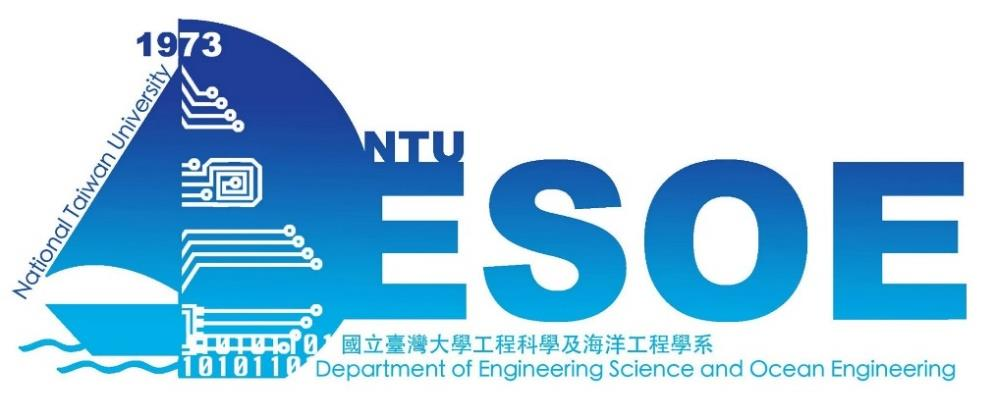 1973
National Taiwan University
NTU
ESOE
國立臺灣大學工程科學及海洋工程學系
1010110
Department of Engineering Science and Ocean Engineering